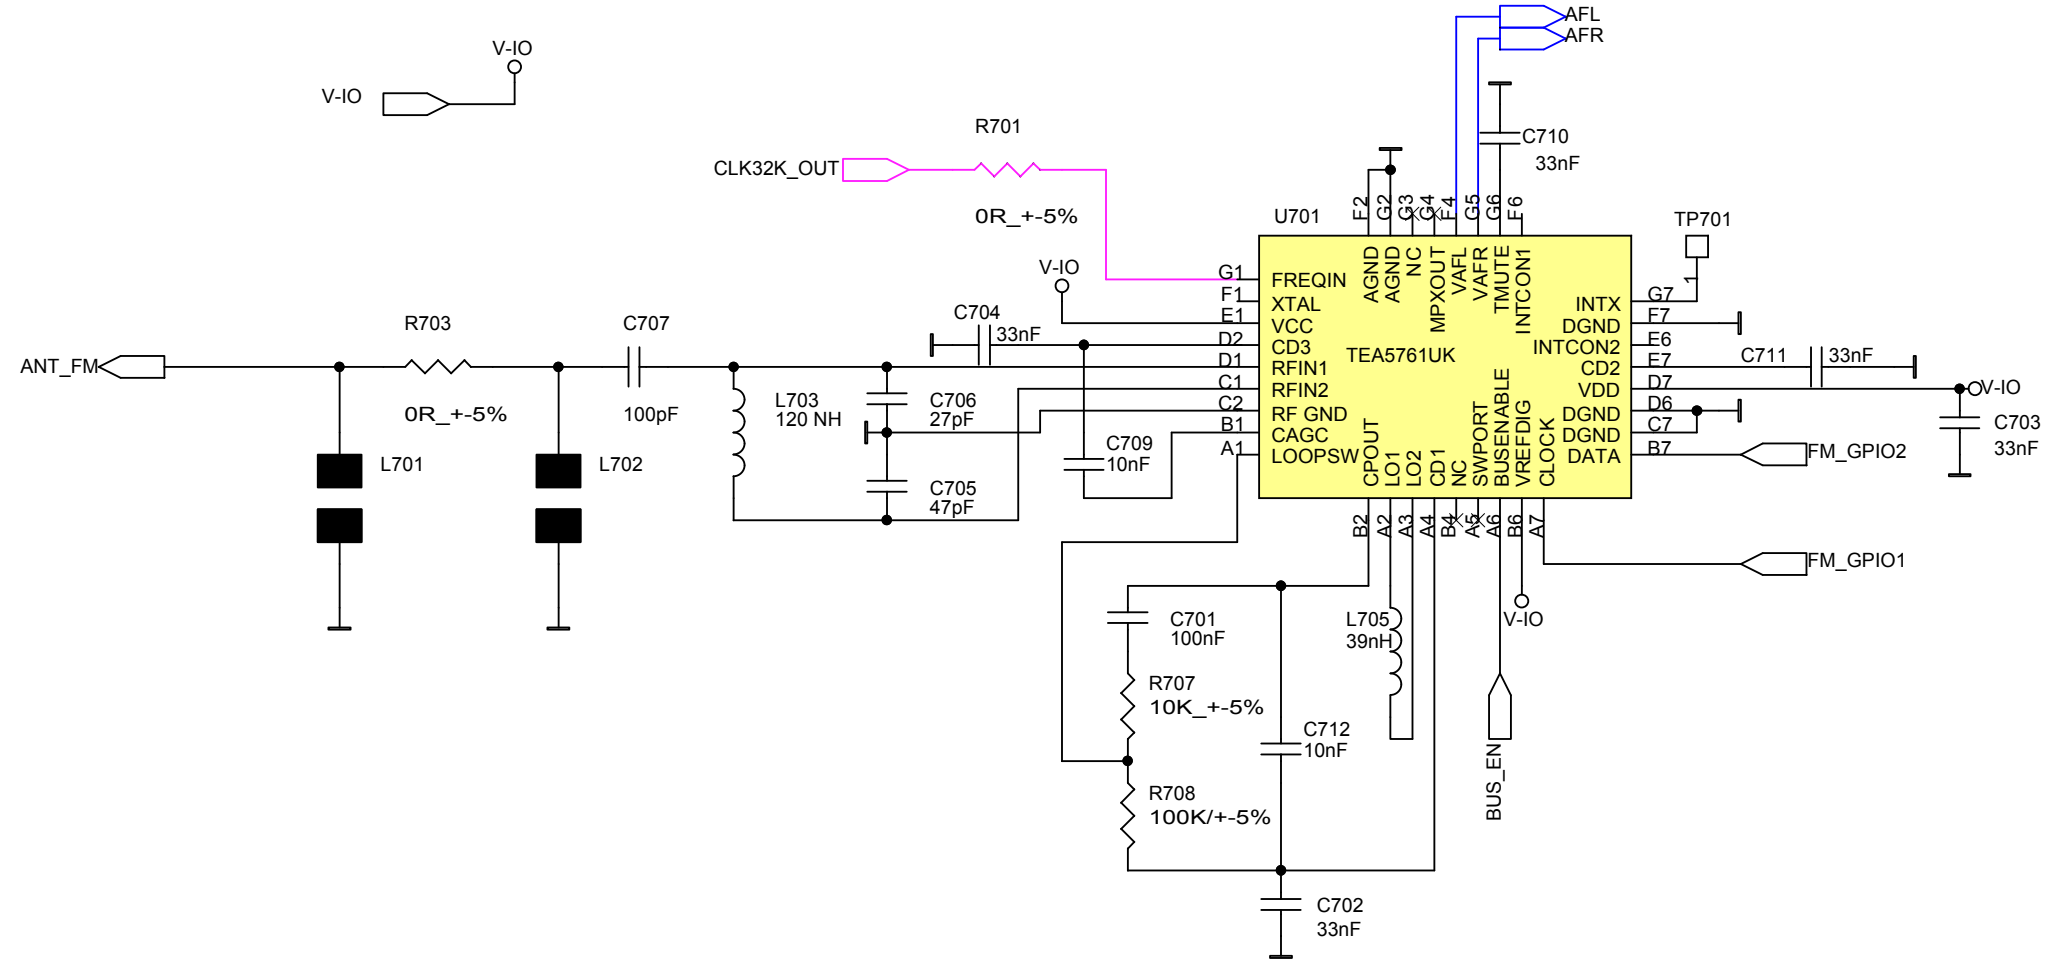 AFL
AFR
V-IO
V-IO
R701
C710
33nF
CLK32K_OUT
0R_+-5%
U701
F2
G2
G3
G4
F4
G5
G6
F6
TP701
1
V-IO
G1
F1
E1
D2
D1
C1
C2
B1
A1
FREQIN
XTAL
VCC
CD3
RFIN1
RFIN2
RF GND
CAGC
LOOPSW
AGND
AGND
NC
MPXOUT
VAFL
VAFR
TMUTE
INTCON1
TEA5761UK
INTX
DGND
INTCON2
CD2
VDD
DGND
DGND
DATA
G7
F7
E6
E7
D7
D6
C7
B7
CPOUT
LO1
LO2
CD1
NC
SWPORT
BUSENABLE
VREFDIG
CLOCK
B2
A2
A3
A4
B4
A5
A6
B6
A7
C704
33nF
R703
C707
ANT_FM
0R_+-5%
100pF
L703
120 NH
C706
27pF
C705
47pF
C709
10nF
L701
L702
C711
33nF
V-IO
C703
33nF
FM_GPIO2
FM_GPIO1
V-IO
C701
100nF
L705
39nH
R707
10K_+-5%
C712
10nF
BUS_EN
R708
100K/+-5%
C702
33nF